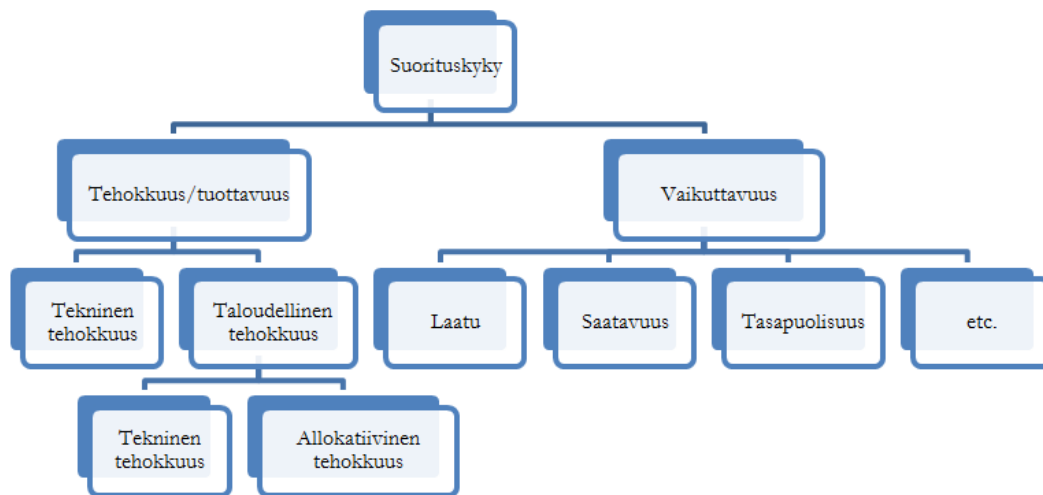 Suorituskyky
Tehokkuus/tuottavuus
Vaikuttavuus
Tekninen
tehokkuus
Taloudellinen
tehokkuus
Laatu
Saatavuus
Tasapuolisuus
etc.
Tekninen
tehokkuus
Allokatiivinen
tehokkuus